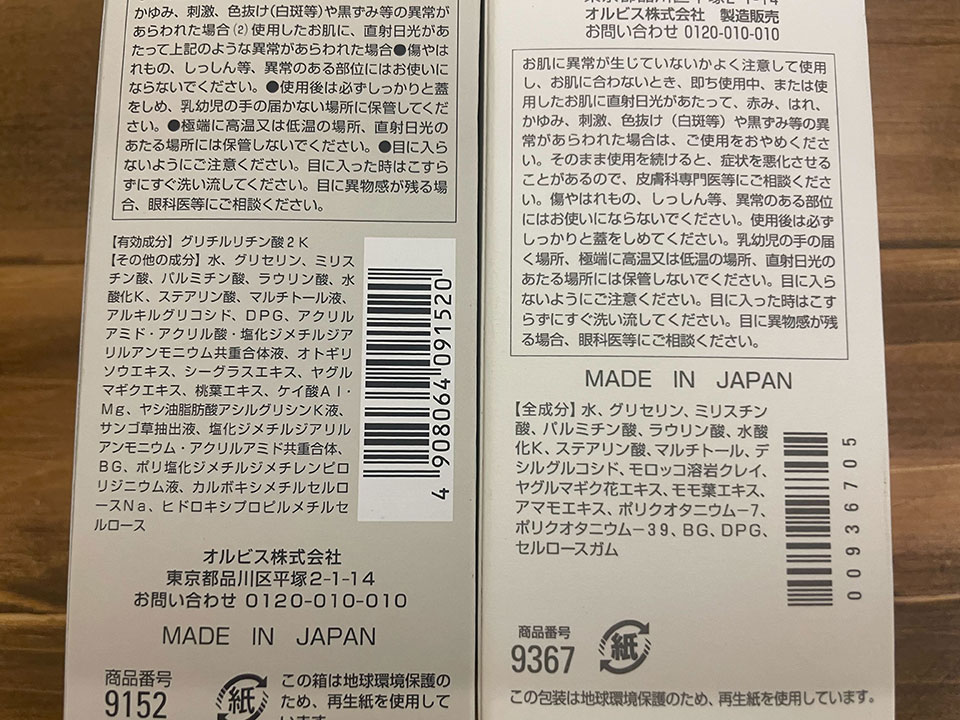 かゆみ、刺激、色抜け(白斑等)や黒ずみ等の異常が
あらわれた場合(2)使用したお肌に、直射日光があ
たって上記のような異常があらわれた場合●傷やは
れもの、しっしん等、異常のある部位にはお使いに
ならないでください。●使用後は必ずしっかりと蓋
をしめ、乳幼児の手の届かない場所に保管してくだ
さい。●極端に高温又は低温の場所、直射日光の
あたる場所には保管しないでください。●目に入ら
ないようにご注意ください。目に入った時はこすら
ずにすぐ洗い流してください。目に異物感が残る場
合、眼科医等にご相談ください。
【有効成分】グリチルリチン酸2K
【その他の成分】水、グリセリン、ミリス
チン酸、パルミチン酸、ラウリン酸、水
酸化K、ステアリン酸、マルチトール液、
アルキルグリコシド、DPG、アクリル
アミド・アクリル酸・塩化ジメチルジア
リルアンモニウム共重合体液、オトギリ
ソウエキス、シーグラスエキス、ヤグル
マギクエキス、桃葉エキス、ケイ酸Al・
Mg、ヤシ油脂肪酸アシルグリシンK液、
サンゴ草抽出液、塩化ジメチルジアリル
アンモニウム・アクリルアミド共重合体、
BG、ポリ塩化ジメチルジメチレンピロ
リジニウム液、カルボキシメチルセルロ
ースNa、ヒドロキシプロピルメチルセ
ルロース
4 908064 091520
オルビス株式会社
東京都品川区平塚2-1-14
お問い合わせ 0120-010-010
MADE IN JAPAN
商品番号
9152
紙
この箱は地球環境保護の
ため、再生紙を使用して
います。
東京都品川区平塚2-1-14
オルビス株式会社 製造販売
お問い合わせ 0120-010-010
お肌に異常が生じていないかよく注意して使用
し、お肌に合わないとき、即ち使用中、または使
用したお肌に直射日光があたって、赤み、はれ、
かゆみ、刺激、色抜け(白斑等)や黒ずみ等の異
常があらわれた場合は、ご使用をおやめくださ
い。そのまま使用を続けると、症状を悪化させる
ことがあるので、皮膚科専門医等にご相談くださ
い。傷やはれもの、しっしん等、異常のある部位
にはお使いにならないでください。使用後は必ず
しっかりと蓋をしめてください。乳幼児の手の届
く場所、極端に高温又は低温の場所、直射日光の
あたる場所には保管しないでください。目に入ら
ないようにご注意ください。目に入った時はこす
らずにすぐ洗い流してください。目に異物感が残
る場合、眼科医等にご相談ください。
MADE IN JAPAN
【全成分】水、グリセリン、ミリスチン
酸、パルミチン酸、ラウリン酸、水酸
化K、ステアリン酸、マルチトール、デ
シルグルコシド、モロッコ溶岩クレイ、
ヤグルマギク花エキス、モモ葉エキス、
アマモエキス、ポリクオタニウム-7、
ポリクオタニウム-39、BG、DPG、
セルロースガム
00936705
商品番号
9367
紙
この包装は地球環境保護のため、再生紙を使用しています。